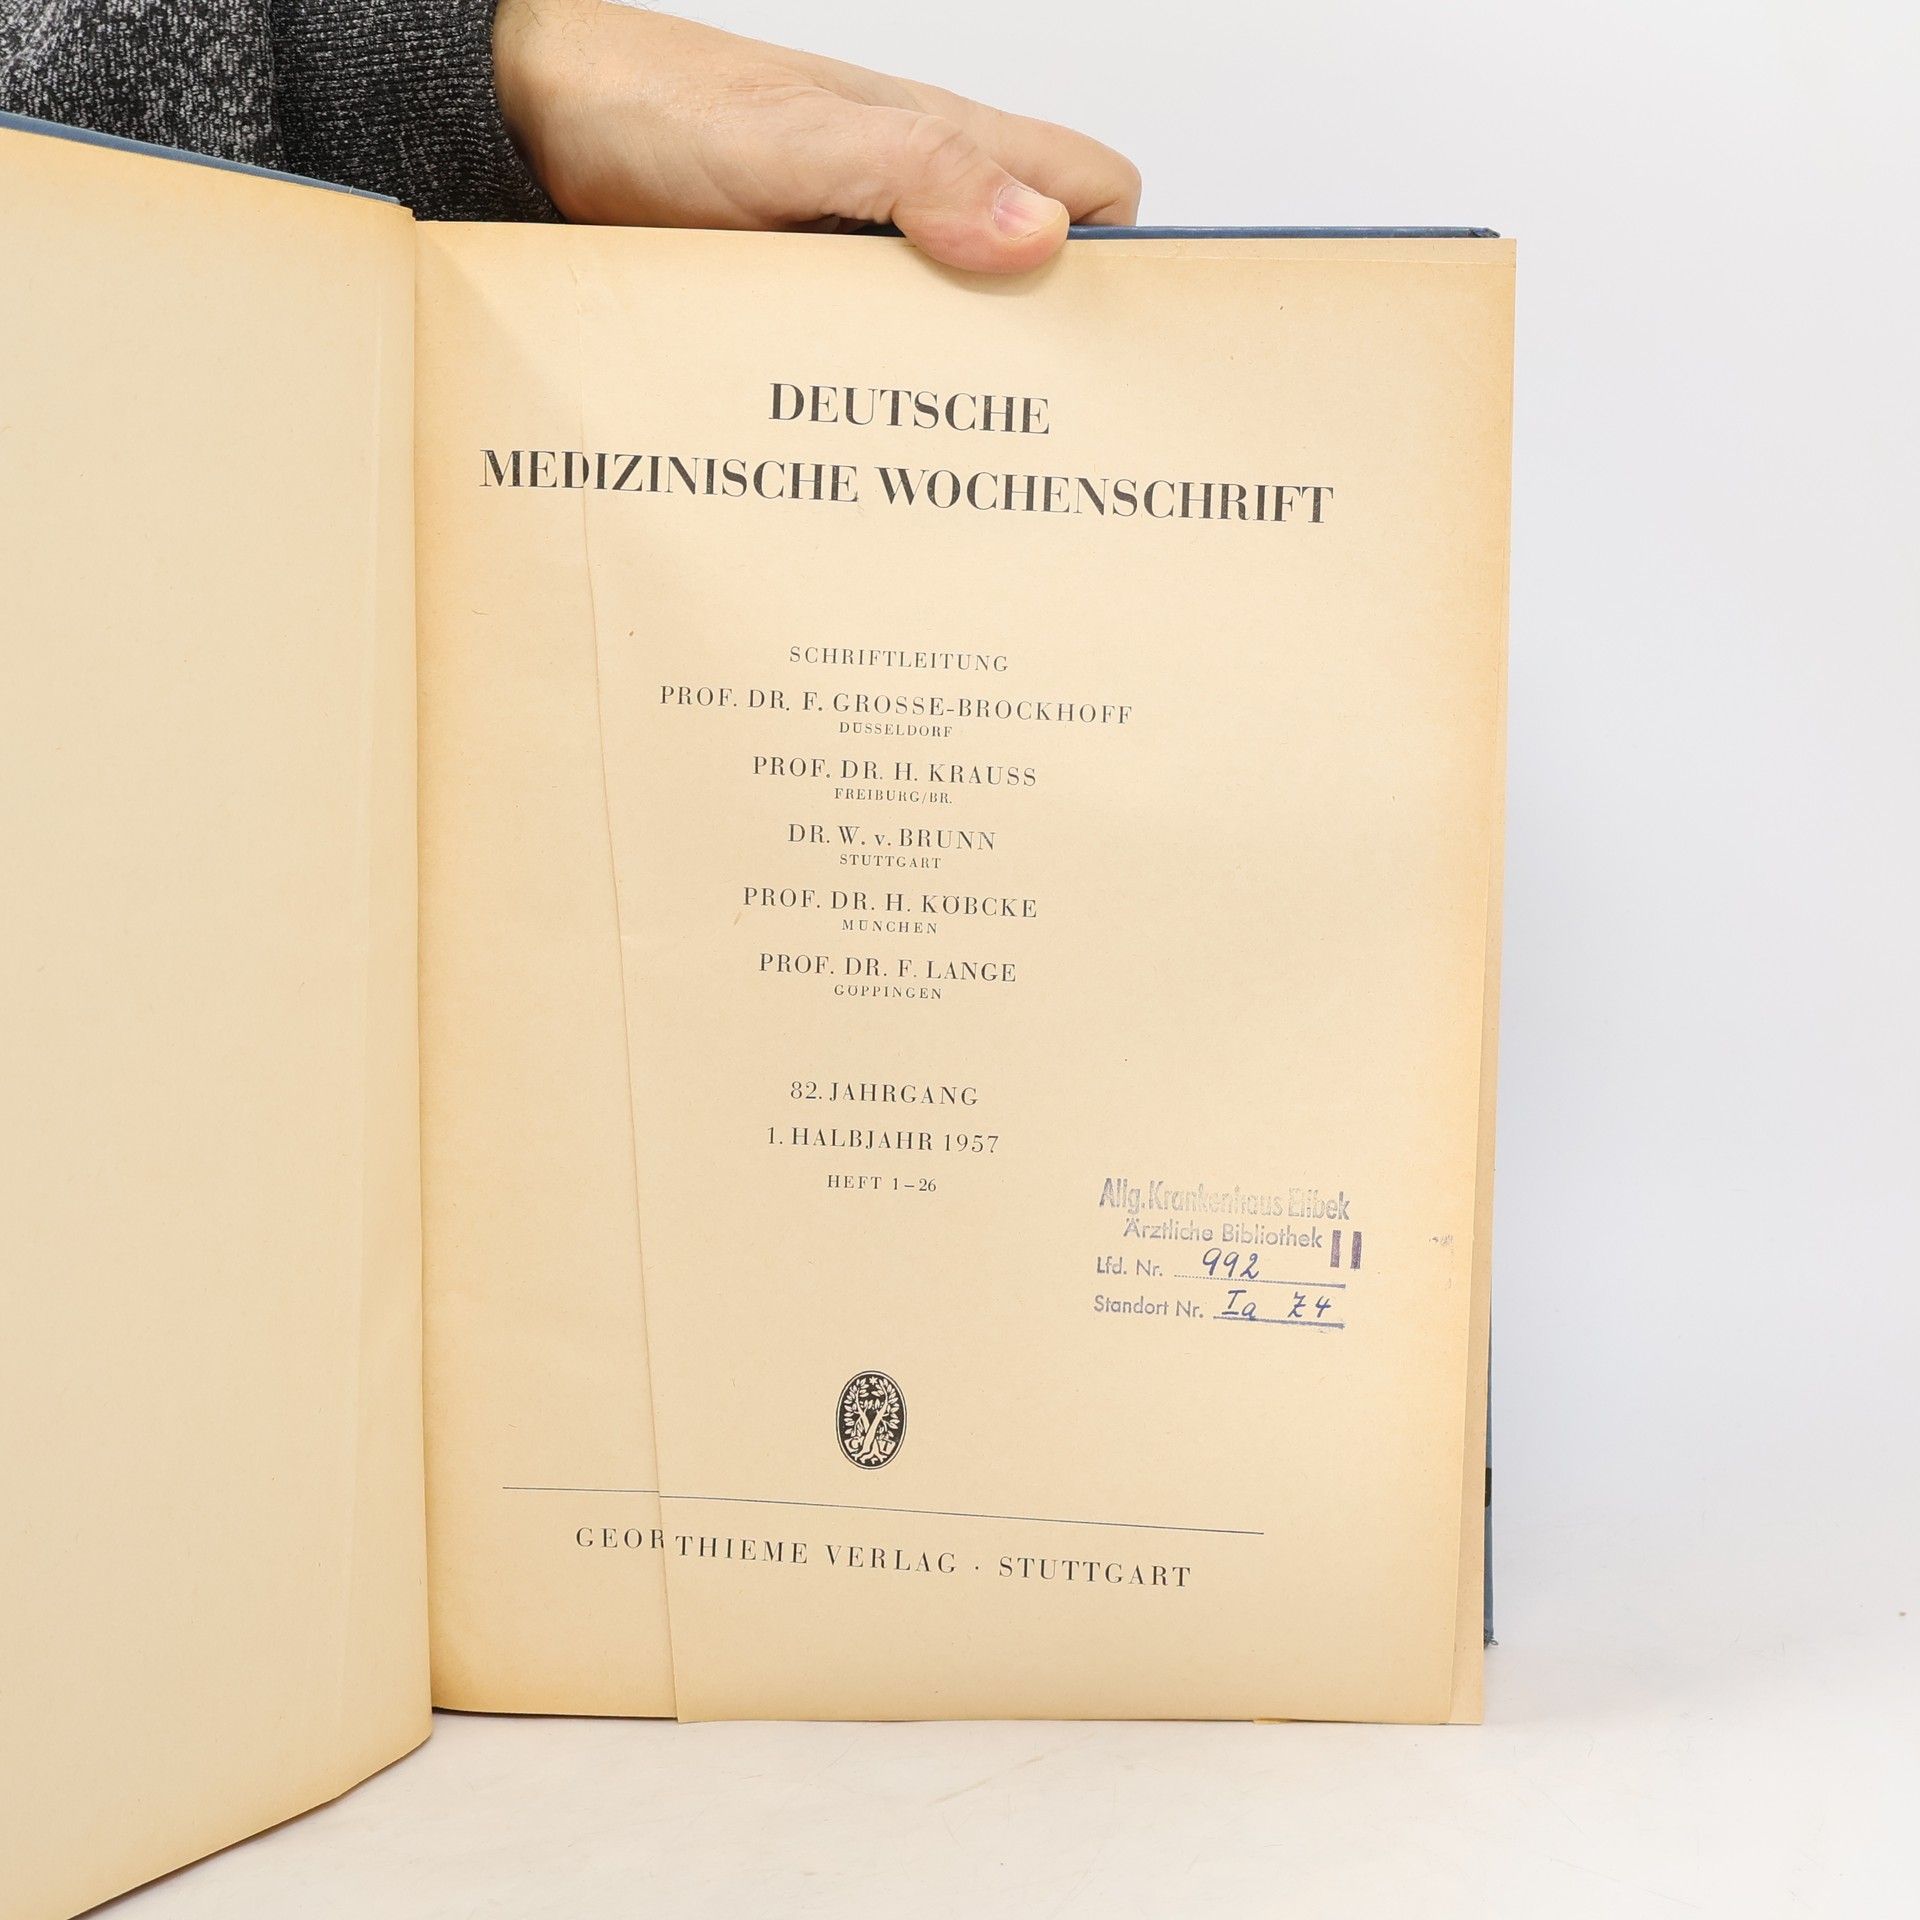 DEUTSCHE
MEDIZINISCHE WOCHENSCHRIFT
SCHRIFTLEITUNG
PROF. DR. F. GROSSE-BROCKHOFF
DÜSSELDORF
PROF. DR. H. KRAUSS
FREIBURG/BR.
DR. W. v. BRUNN
STUTTGART
PROF. DR. H. KÖBCKE
MÜNCHEN
PROF. DR. F. LANGE
GÖPPINGEN
82. JAHRGANG
1. HALBJAHR 1957
HEFT 1–26
Allg. Krankenhaus Eilbek
Ärztliche Bibliothek II
Lfd. Nr. 992
Standort Nr. Ia Z4
G T
GEOR THIEME VERLAG · STUTTGART